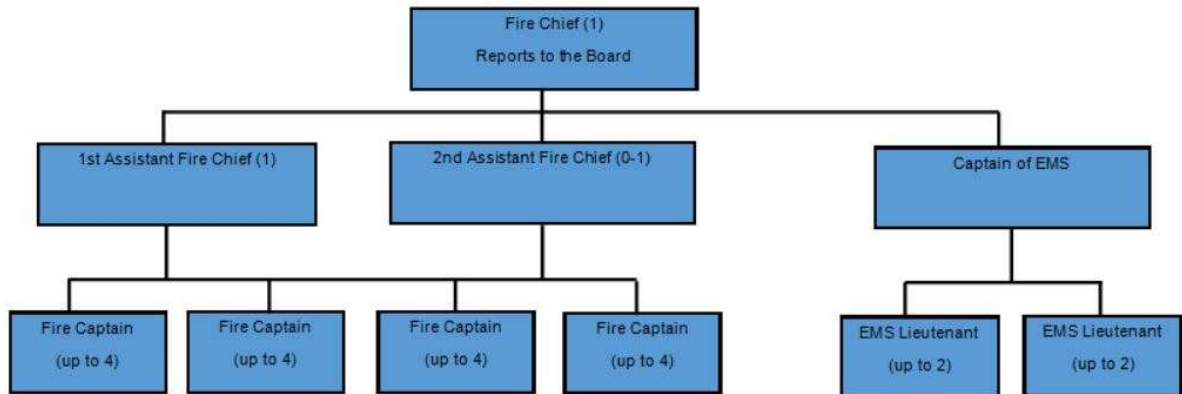 Fire Chief (1)
Reports to the Board
1st Assistant Fire Chief (1)
2nd Assistant Fire Chief (0-1)
Captain of EMS
Fire Captain
(up to 4)
Fire Captain
(up to 4)
Fire Captain
(up to 4)
Fire Captain
(up to 4)
EMS Lieutenant
(up to 2)
EMS Lieutenant
(up to 2)